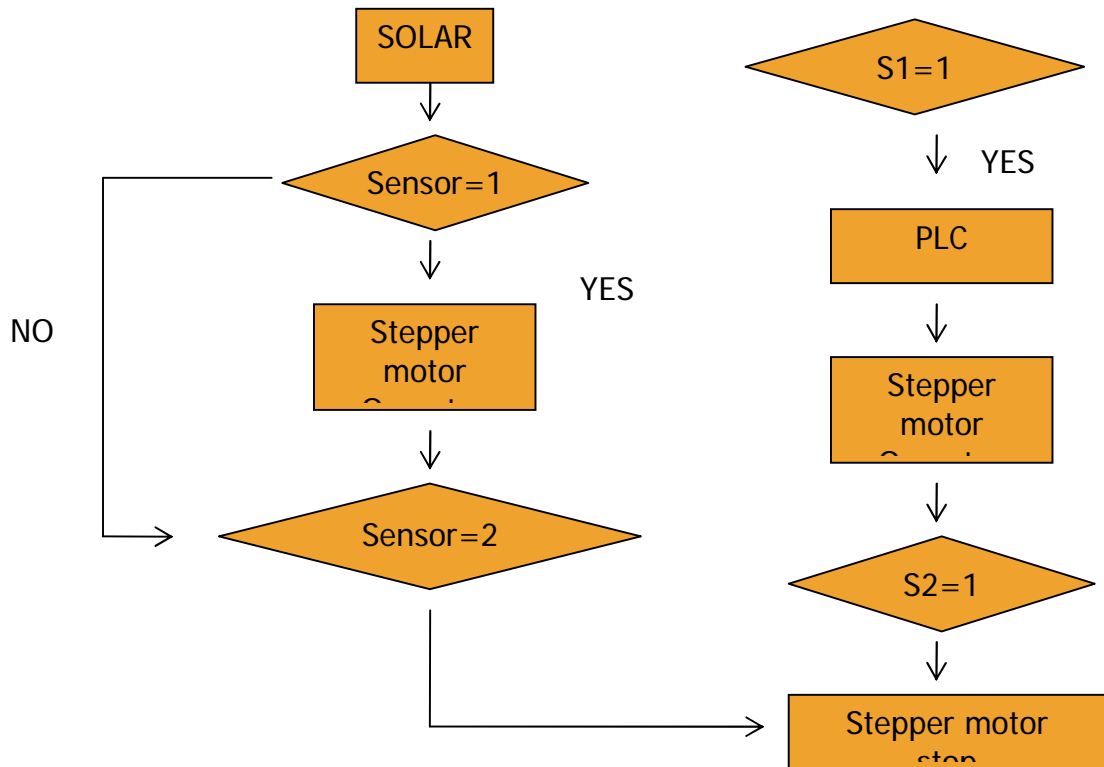 SOLAR
Sensor=1
YES
NO
Stepper
motor
Sensor=2
S1=1
YES
PLC
Stepper
motor
S2=1
Stepper motor
stop